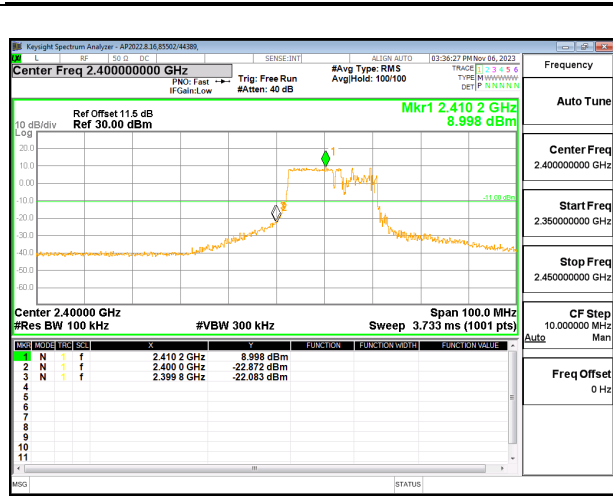 Keysight Spectrum Analyzer - AP2022.8.16,85502/44389,
L RF 50 Ω DC SENSE:INT ALIGN AUTO 03:36:27 PM Nov 06, 2023
Center Freq 2.400000000 GHz
PNO: Fast
IFGain:Low
Trig: Free Run
#Atten: 40 dB
#Avg Type: RMS
Avg|Hold: 100/100
TRACE 1 2 3 4 5 6
TYPE M W W W W W
DET P N N N N N
Frequency
Auto Tune
Center Freq
2.400000000 GHz
Start Freq
2.350000000 GHz
Stop Freq
2.450000000 GHz
CF Step
10.000000 MHz
Auto Man
Freq Offset
0 Hz
Ref Offset 11.5 dB
10 dB/div Ref 30.00 dBm
Log
Mkr1 2.410 2 GHz
8.998 dBm
20.0
10.0
0.00
-10.0
-20.0
-30.0
-40.0
-50.0
-60.0
1
-11.00 dBm
Center 2.40000 GHz Span 100.0 MHz
#Res BW 100 kHz #VBW 300 kHz Sweep 3.733 ms (1001 pts)
MKR MODE TRC SCL X Y FUNCTION FUNCTION WIDTH FUNCTION VALUE
1 N 1 f 2.410 2 GHz 8.998 dBm
2 N 1 f 2.400 0 GHz -22.872 dBm
3 N 1 f 2.399 8 GHz -22.083 dBm
4
5
6
7
8
9
10
11
MSG STATUS